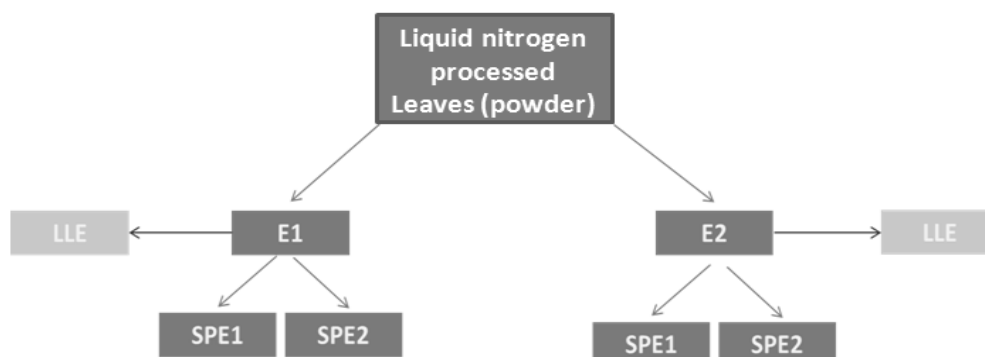 Liquid nitrogen
processed
Leaves (powder)
LLE
E1
E2
LLE
SPE1
SPE2
SPE1
SPE2